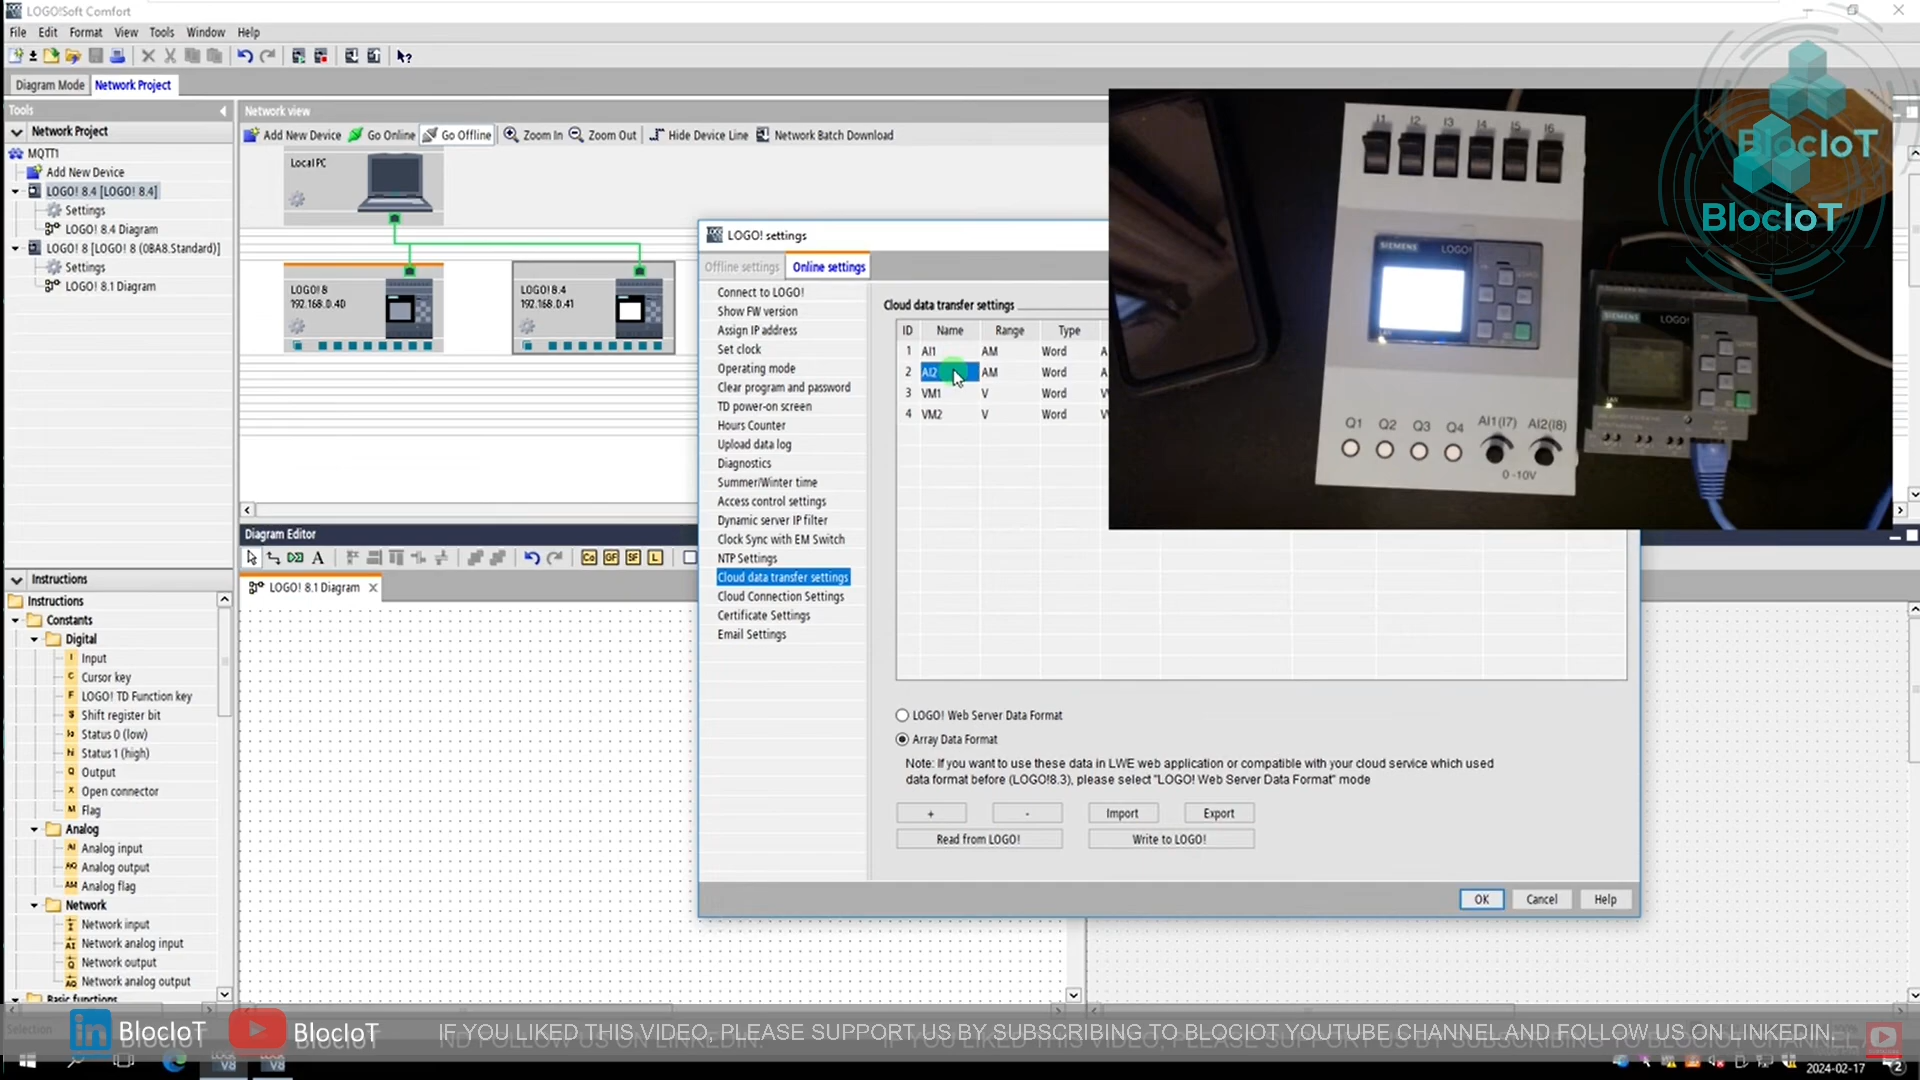 LOGO!Soft Comfort
File Edit Format View Tools Window Help
Diagram Mode Network Project
Tools
Network Project
MQTT1
Add New Device
LOGO! 8.4 [LOGO! 8.4]
Settings
LOGO! 8.4 Diagram
LOGO! 8 [LOGO! 8 (0BA8.Standard)]
Settings
LOGO! 8.1 Diagram
Network view
Add New Device Go Online Go Offline Zoom In Zoom Out Hide Device Line Network Batch Download
Local PC
LOGO! 8
192.168.0.40
LOGO! 8.4
192.168.0.41
Diagram Editor
A
Co GF SF L
LOGO! 8.1 Diagram
Instructions
Instructions
Constants
Digital
Input
Cursor key
LOGO! TD Function key
Shift register bit
Status 0 (low)
Status 1 (high)
Output
Open connector
Flag
Analog
Analog input
Analog output
Analog flag
Network
Network input
Network analog input
Network output
Network analog output
Basic functions
LOGO! settings
Offline settings Online settings
Connect to LOGO!
Show FW version
Assign IP address
Set clock
Operating mode
Clear program and password
TD power-on screen
Hours Counter
Upload data log
Diagnostics
Summer/Winter time
Access control settings
Dynamic server IP filter
Clock Sync with EM Switch
NTP Settings
Cloud data transfer settings
Cloud Connection Settings
Certificate Settings
Email Settings
Cloud data transfer settings
ID Name Range Type
1 AI1 AM Word
2 AI2 AM Word
3 VM1 V Word
4 VM2 V Word
LOGO! Web Server Data Format
Array Data Format
Note: If you want to use these data in LWE web application or compatible with your cloud service which used
data format before (LOGO!8.3), please select "LOGO! Web Server Data Format" mode
+ - Import Export
Read from LOGO! Write to LOGO!
OK Cancel Help
I1 I2 I3 I4 I5 I6
SIEMENS LOGO!
Q1 Q2 Q3 Q4 AI1(I7) AI2(I8)
0 -10V
SIEMENS LOGO!
BlocIoT
BlocIoT
Selection
in BlocIoT BlocIoT IF YOU LIKED THIS VIDEO, PLEASE SUPPORT US BY SUBSCRIBING TO BLOCIOT YOUTUBE CHANNEL AND FOLLOW US ON LINKEDIN.
2024-02-17